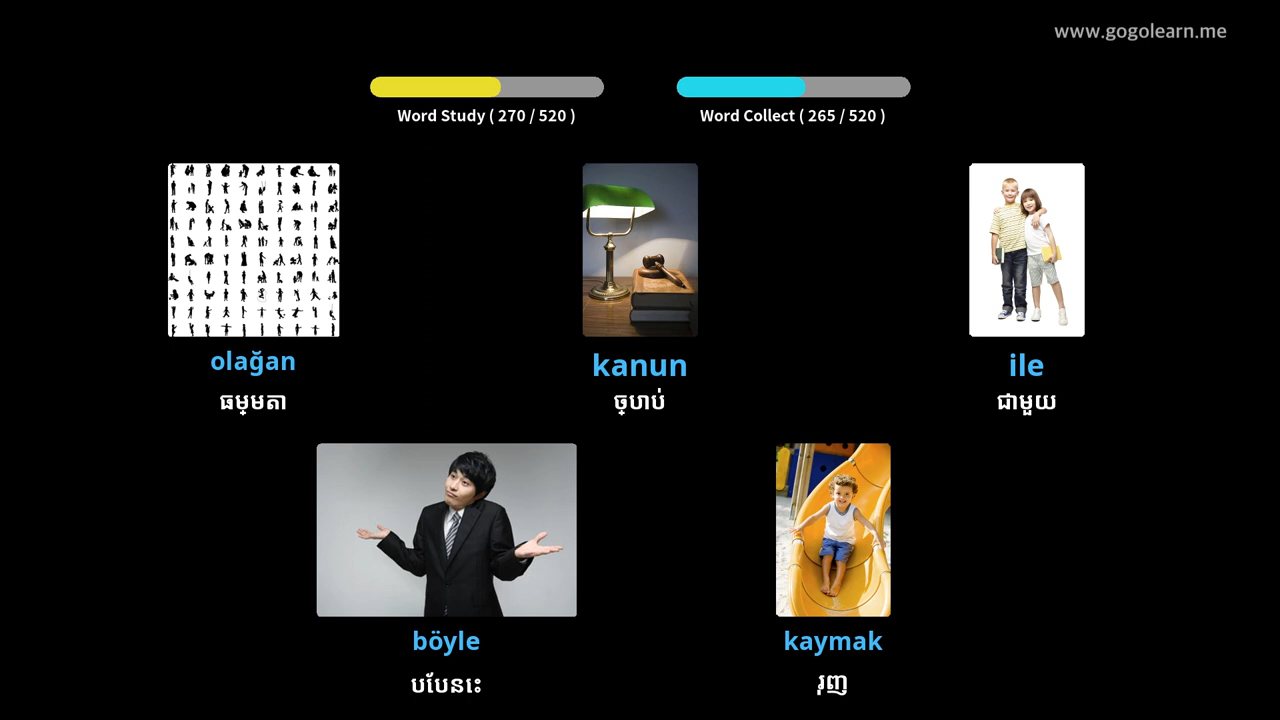 www.gogolearn.me
Word Study ( 270 / 520 )
Word Collect ( 265 / 520 )
olağan
kanun
ile
ធម្មតា
ច្បាប់
ជាមួយ
böyle
kaymak
បបែនេះ
រុញ